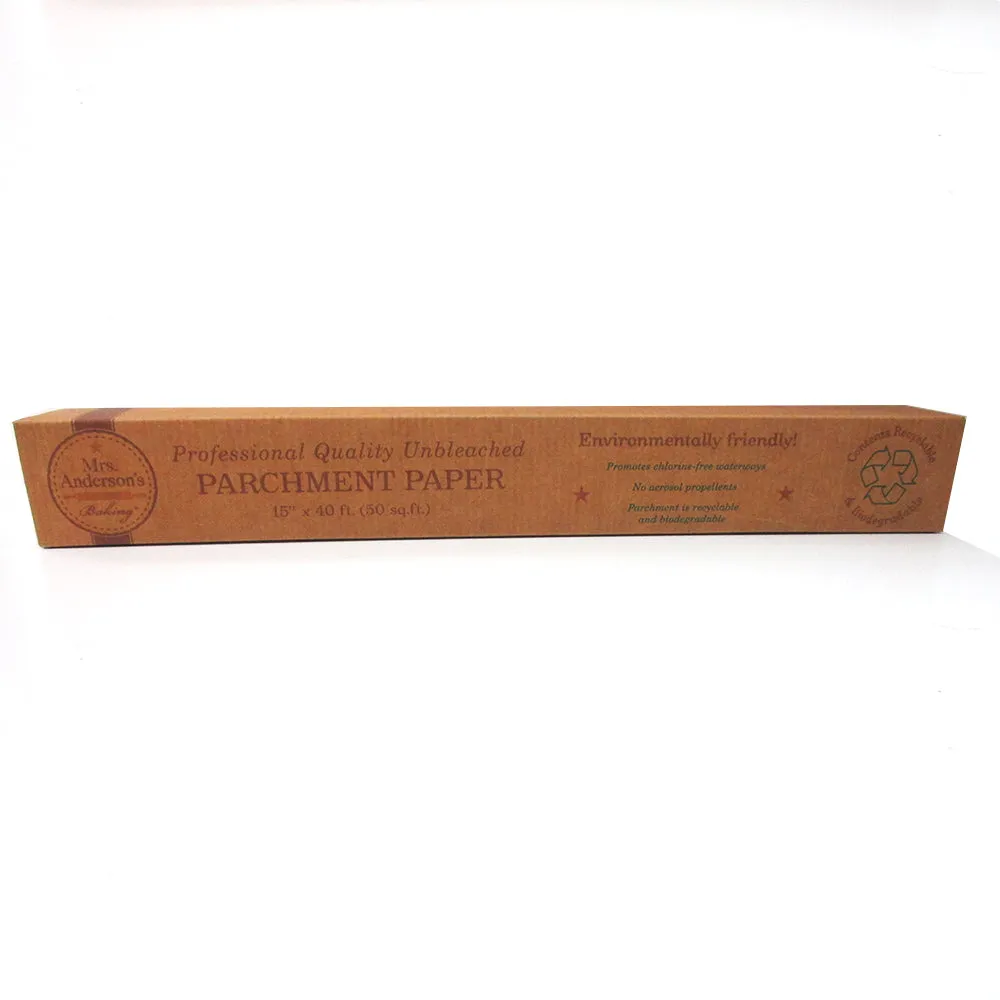 Mrs.
Anderson's
Baking
Professional Quality Unbleached
PARCHMENT PAPER
15" x 40 ft. (50 sq.ft.)
Environmentally friendly!
Promotes chlorine-free waterways
No aerosol propellents
Parchment is recyclable
and biodegradable
Contents Recyclable
& Biodegradable